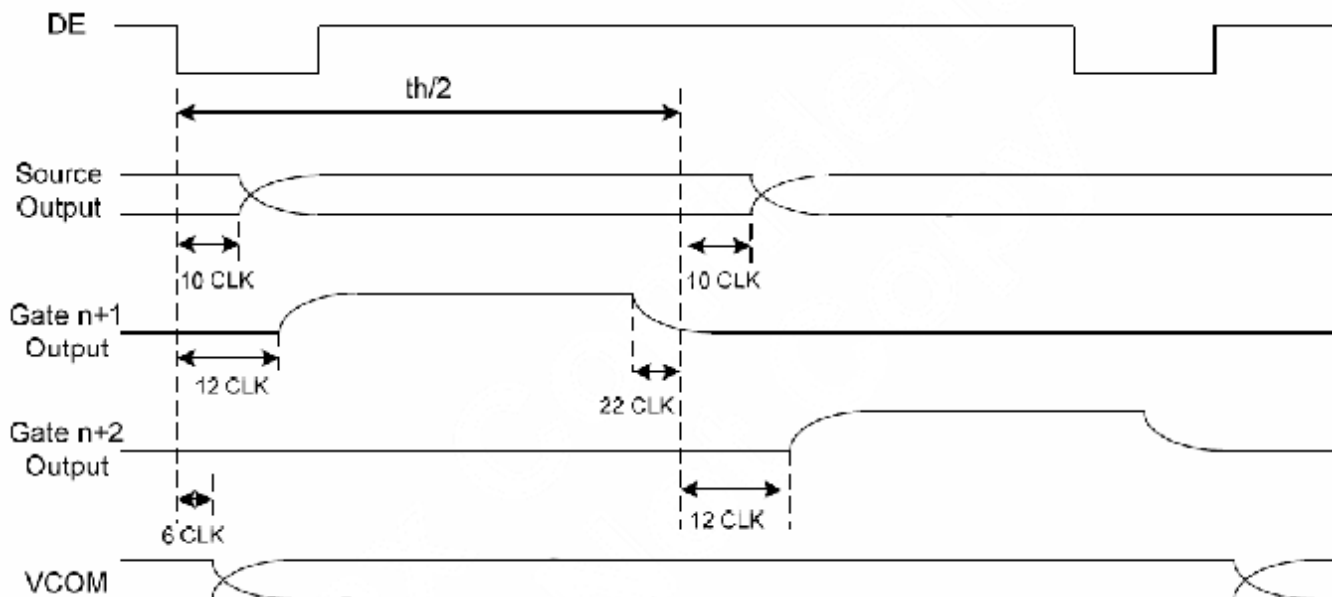 DE
th/2
Source
Output
10 CLK
10 CLK
Gate n+1
Output
12 CLK
22 CLK
Gate n+2
Output
12 CLK
6 CLK
VCOM